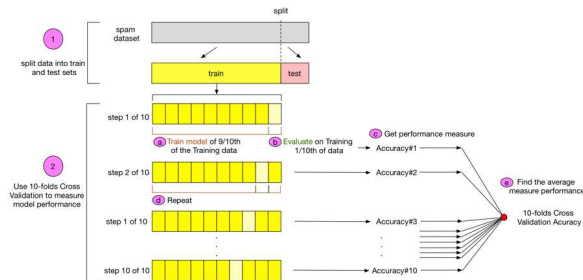 split
1
split data into train
and test sets
spam
dataset
train
test
2
Use 10-folds Cross
Validation to measure
model performance
step 1 of 10
a Train model of 9/10th
of the Training data
b Evaluate on Training
1/10th of data
c Get performance measure
Accuracy#1
step 2 of 10
Accuracy#2
d Repeat
e Find the average
measure performance
step 1 of 10
Accuracy#3
10-folds Cross
Validation Acuracy
step 10 of 10
Accuracy#10